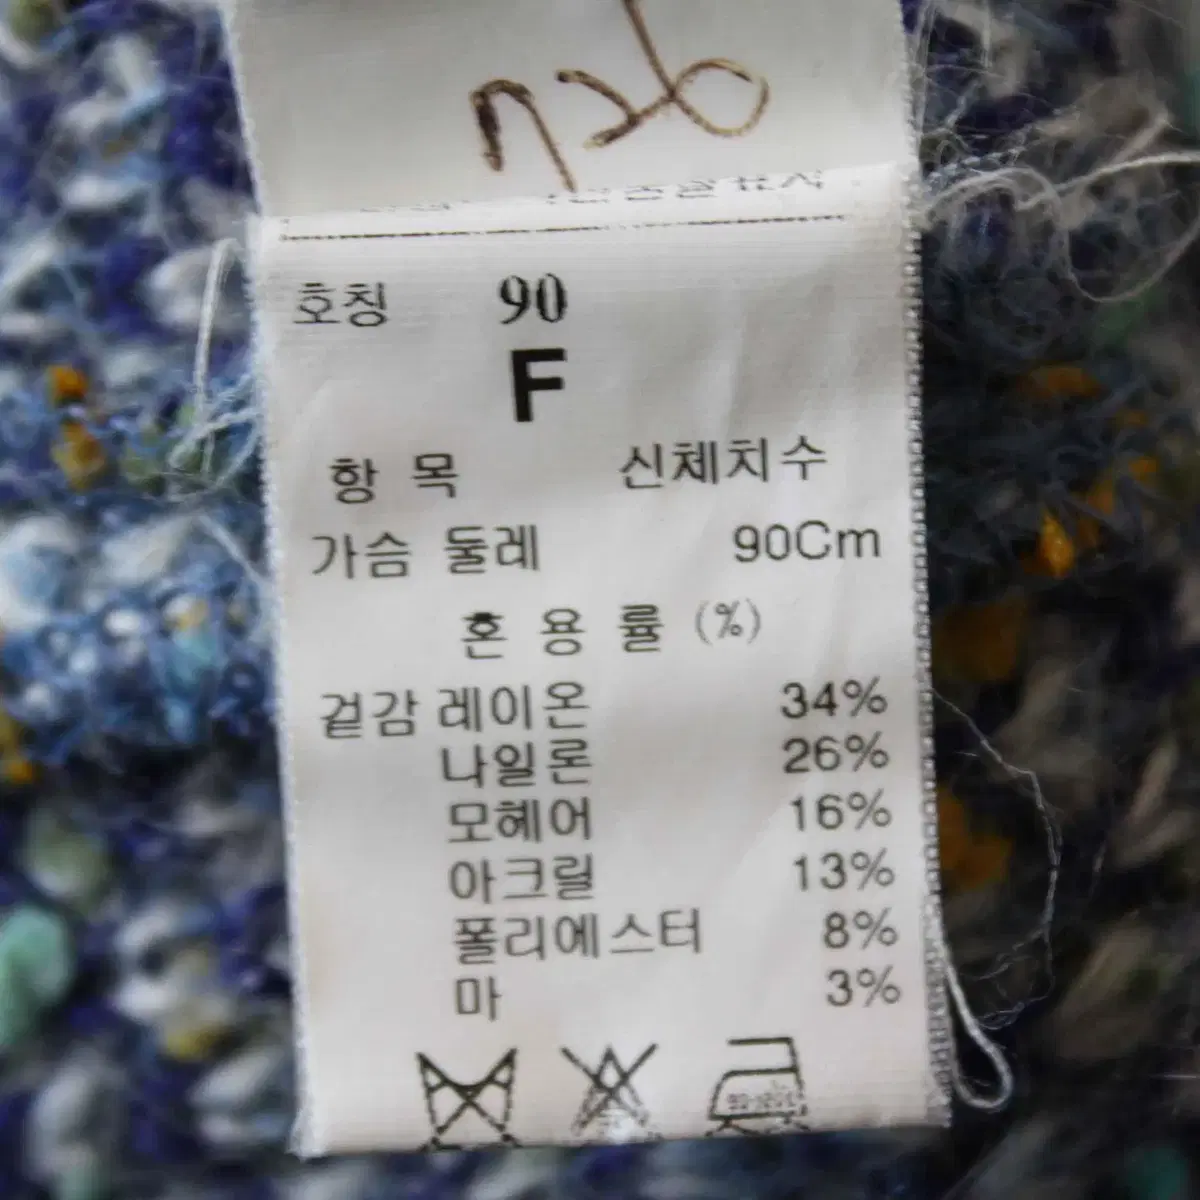 726
호칭 90
F
항 목 신체치수
가슴 둘레 90Cm
혼 용 률 (%)
겉감 레이온 34%
나일론 26%
모헤어 16%
아크릴 13%
폴리에스터 8%
마 3%